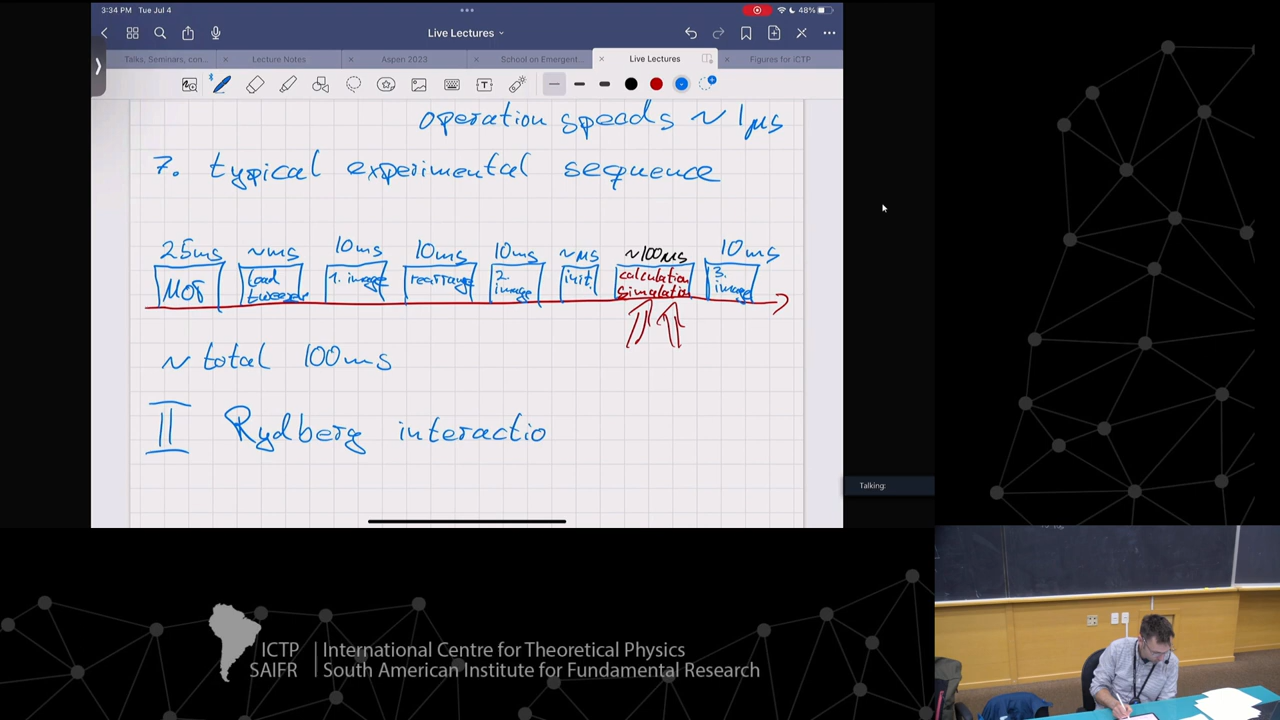 3:34 PM Tue Jul 4
48%
Live Lectures
Talks, Seminars, con...
Lecture Notes
Aspen 2023
School on Emergent...
Live Lectures
Figures for ICTP
operation speeds ~ 1μs
7. typical experimental sequence
25ms ~ms 10ms 10ms 10ms ~μs ~100μs 10ms
MOT
load tweezers
1. image
rearrange
2. image
init.
calculation simulation
3. image
~ total 100ms
II Rydberg interactio
Talking:
ICTP
SAIFR
International Centre for Theoretical Physics
South American Institute for Fundamental Research